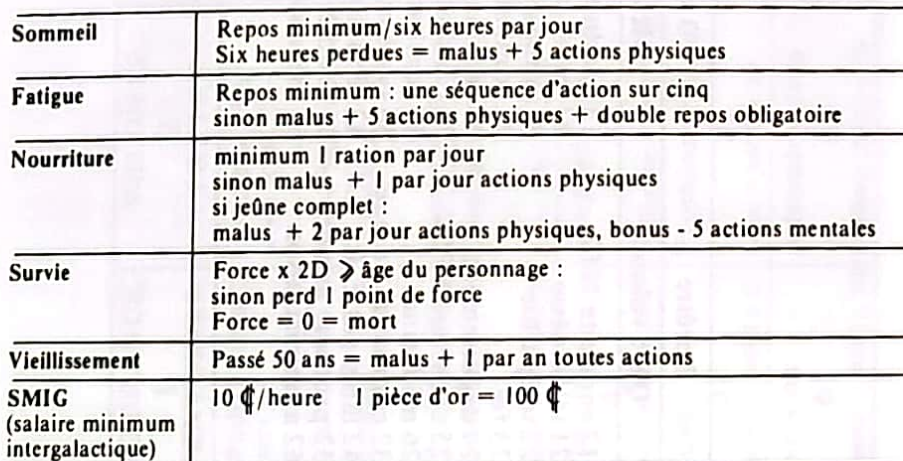 Sommeil Repos minimum/six heures par jour
Six heures perdues = malus + 5 actions physiques
Fatigue Repos minimum : une séquence d'action sur cinq
sinon malus + 5 actions physiques + double repos obligatoire
Nourriture minimum 1 ration par jour
sinon malus + 1 par jour actions physiques
si jeûne complet :
malus + 2 par jour actions physiques, bonus - 5 actions mentales
Survie Force x 2D ⩾ âge du personnage :
sinon perd 1 point de force
Force = 0 = mort
Vieillissement Passé 50 ans = malus + 1 par an toutes actions
SMIG 10 ₵/heure 1 pièce d'or = 100 ₵
(salaire minimum
intergalactique)